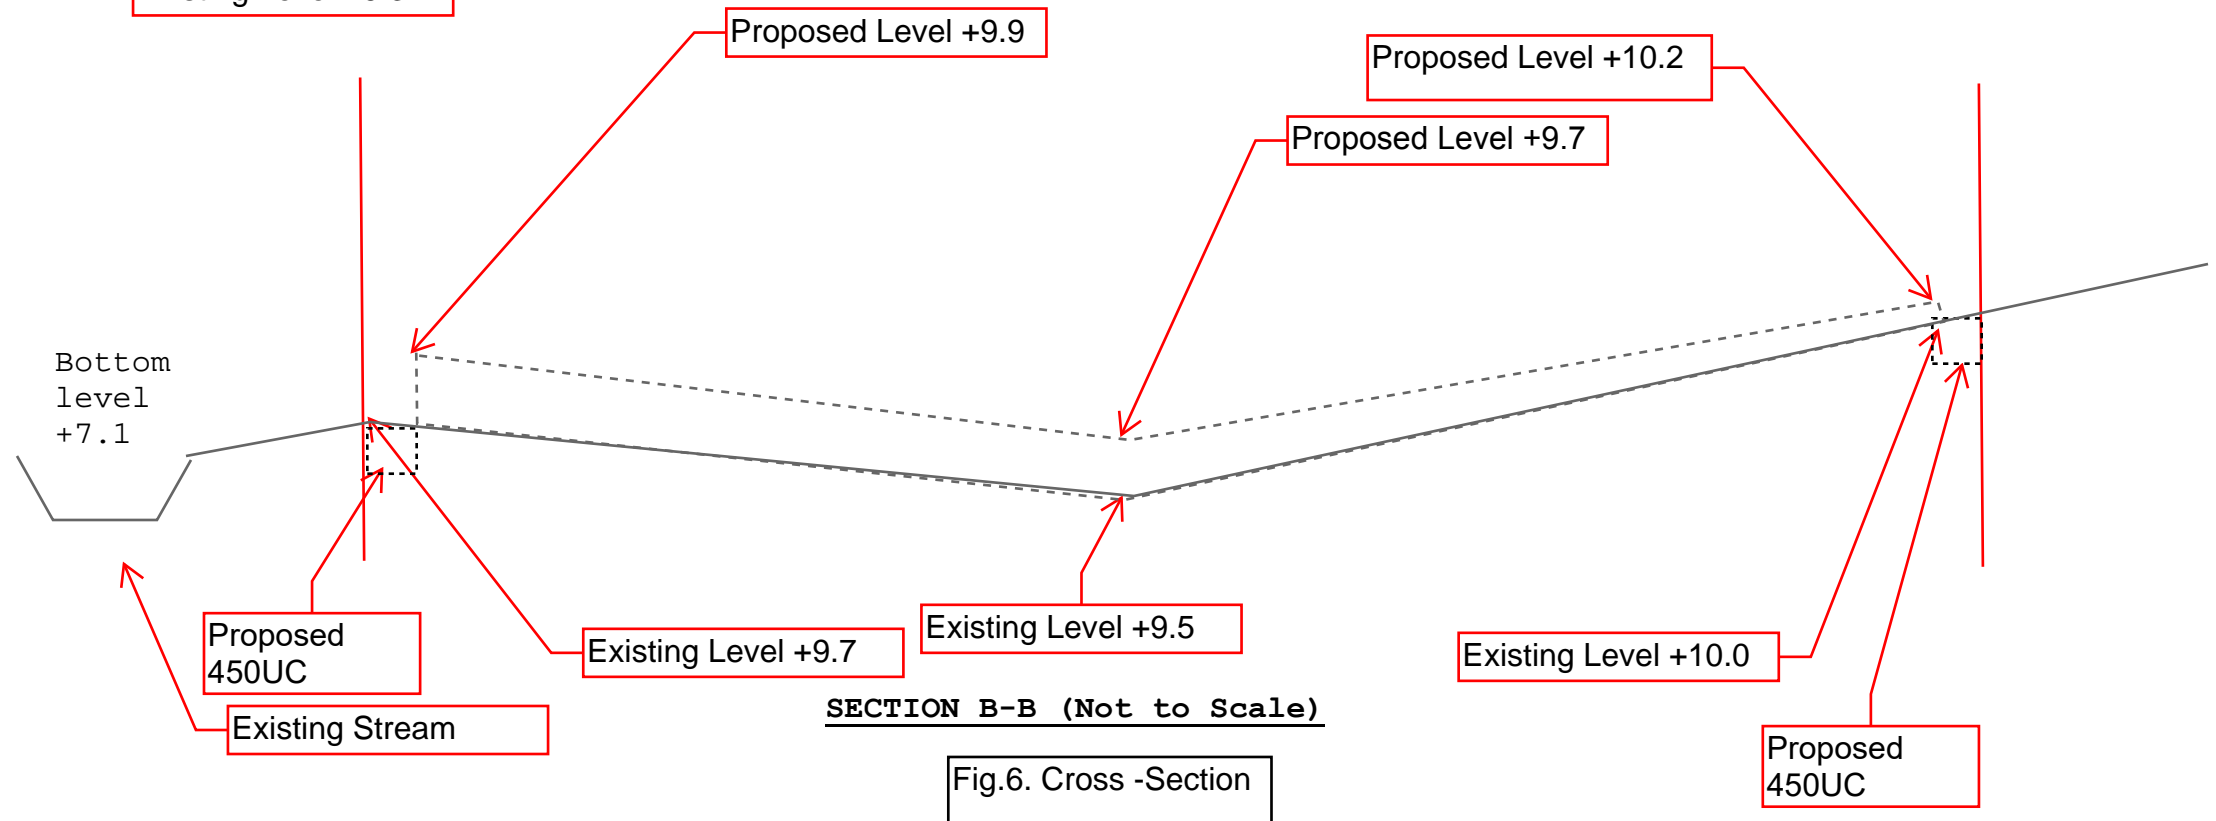 Proposed Level +9.9
Proposed Level +10.2
Proposed Level +9.7
Bottom
level
+7.1
Proposed
450UC
Existing Level +9.7
Existing Level +9.5
Existing Level +10.0
Existing Stream
SECTION B-B (Not to Scale)
Proposed
450UC
Fig.6. Cross -Section